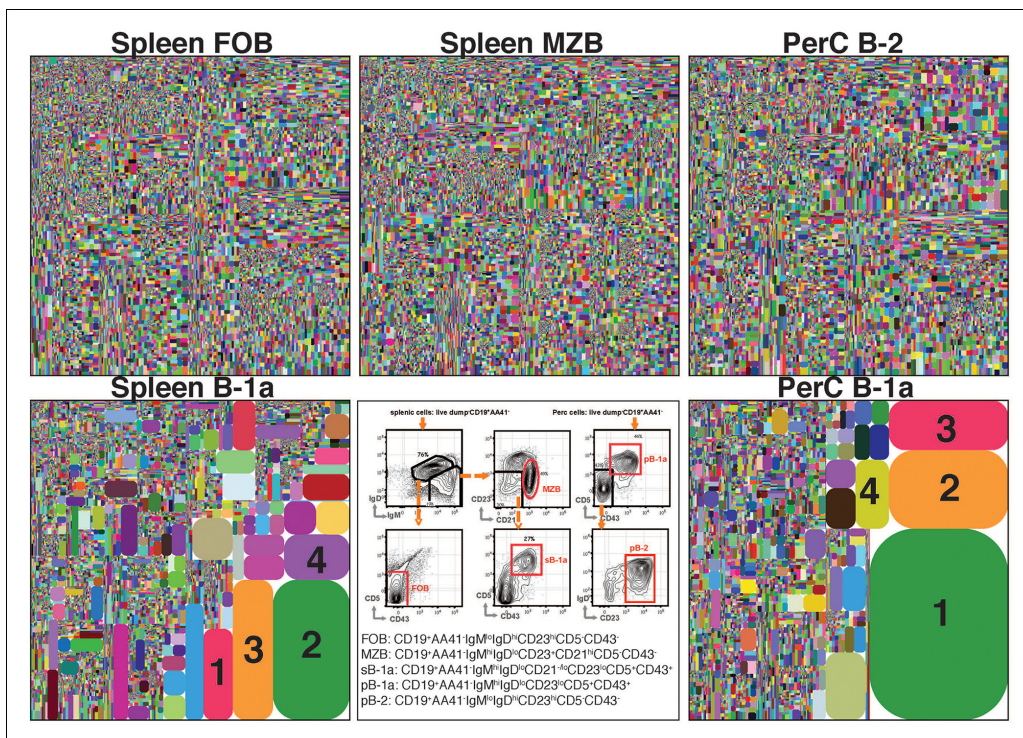 Spleen FOB
Spleen MZB
PerC B-2
Spleen B-1a
PerC B-1a
1
3
2
4
3
2
4
1
splenic cells: live dump⁻CD19⁺AA41⁻
Perc cells: live dump⁻CD19⁺AA41⁻
76%
IgD
IgM
CD23
CD21
MZB
46%
pB-1a
CD5
CD43
FOB
CD5
CD43
27%
sB-1a
CD5
CD43
pB-2
IgD
CD23
FOB: CD19⁺AA41⁻IgMˡᵒIgDʰⁱCD23ʰⁱCD5⁻CD43⁻
MZB: CD19⁺AA41⁻IgMʰⁱIgDˡᵒCD23⁺CD21ʰⁱCD5⁻CD43⁻
sB-1a: CD19⁺AA41⁻IgMʰⁱIgDˡᵒCD21⁻/ˡᵒCD23ˡᵒCD5⁺CD43⁺
pB-1a: CD19⁺AA41⁻IgMʰⁱIgDˡᵒCD23ˡᵒCD5⁺CD43⁺
pB-2: CD19⁺AA41⁻IgMˡᵒIgDʰⁱCD23ʰⁱCD5⁻CD43⁻